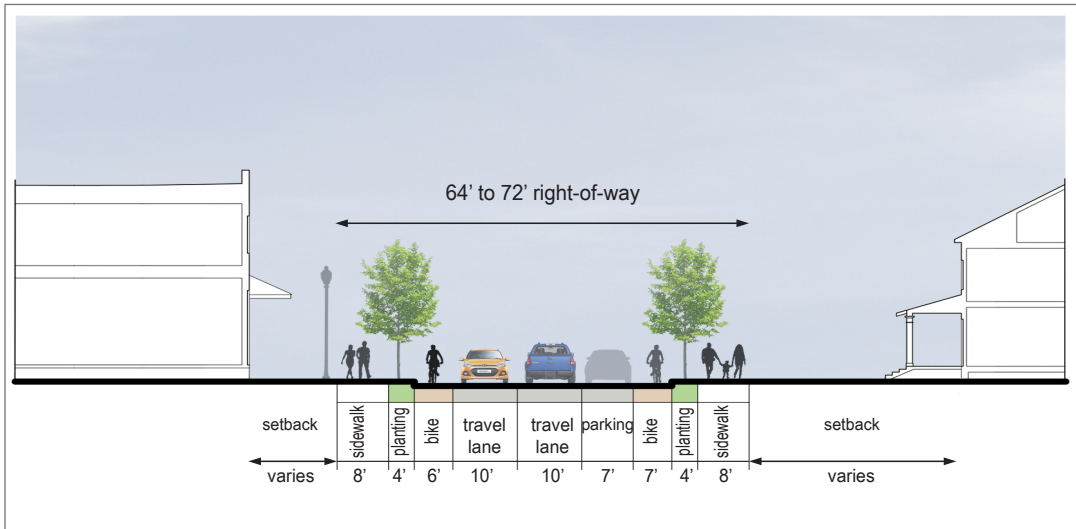 64’ to 72’ right-of-way
setback
sidewalk
planting
bike
travel
lane
travel
lane
parking
bike
planting
sidewalk
setback
varies
8’
4’
6’
10’
10’
7’
7’
4’
8’
varies